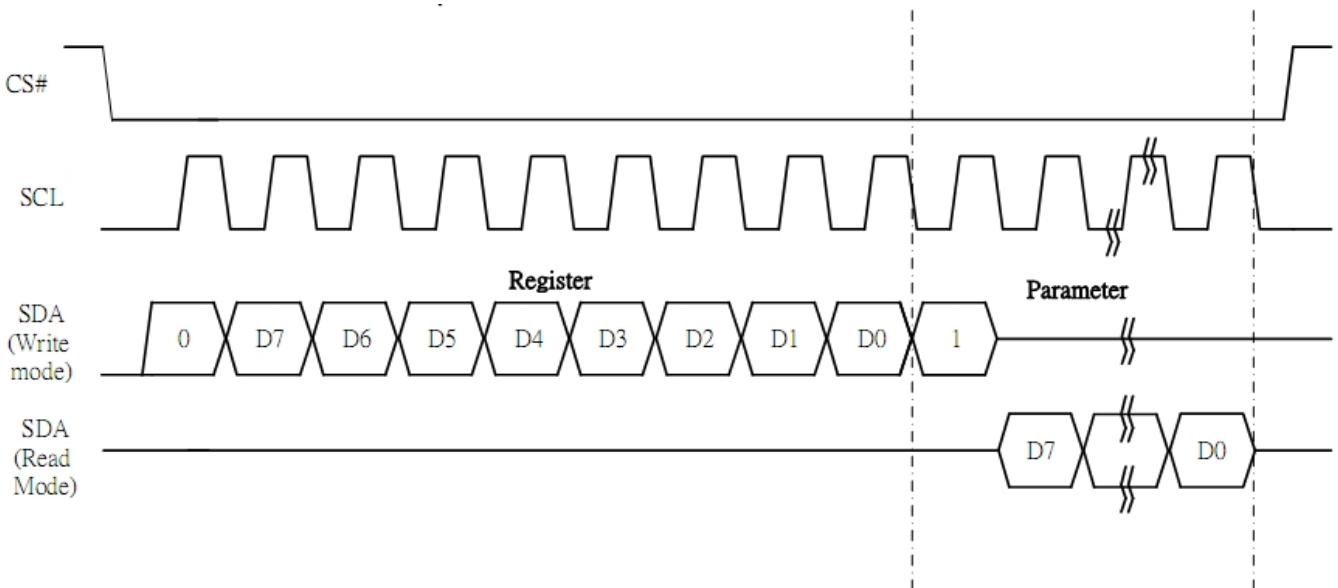 CS#
SCL
Register
Parameter
SDA
(Write
mode)
0 D7 D6 D5 D4 D3 D2 D1 D0 1
SDA
(Read
Mode)
D7 D0